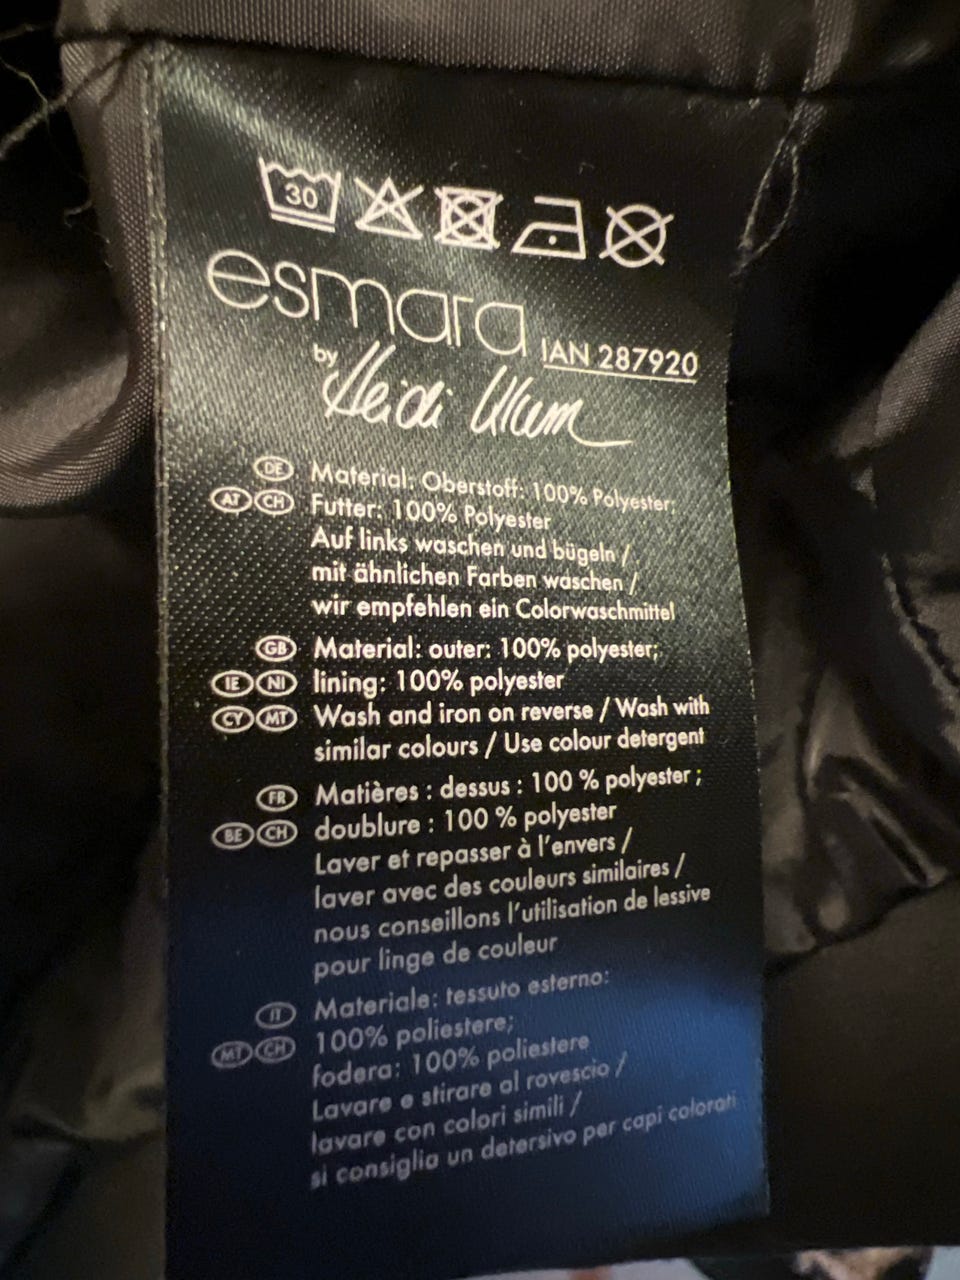 30
esmara
IAN 287920
by Heidi Klum
DE Material: Oberstoff: 100% Polyester;
AT CH Futter: 100% Polyester
Auf links waschen und bügeln /
mit ähnlichen Farben waschen /
wir empfehlen ein Colorwaschmittel
GB Material: outer: 100% polyester;
IE NI lining: 100% polyester
CY MT Wash and iron on reverse / Wash with
similar colours / Use colour detergent
FR Matières : dessus : 100 % polyester ;
BE CH doublure : 100 % polyester
Laver et repasser à l'envers /
laver avec des couleurs similaires /
nous conseillons l'utilisation de lessive
pour linge de couleur
IT Materiale: tessuto esterno:
MT CH 100% poliestere;
fodera: 100% poliestere
Lavare e stirare al rovescio /
lavare con colori simili /
si consiglia un detersivo per capi colorati